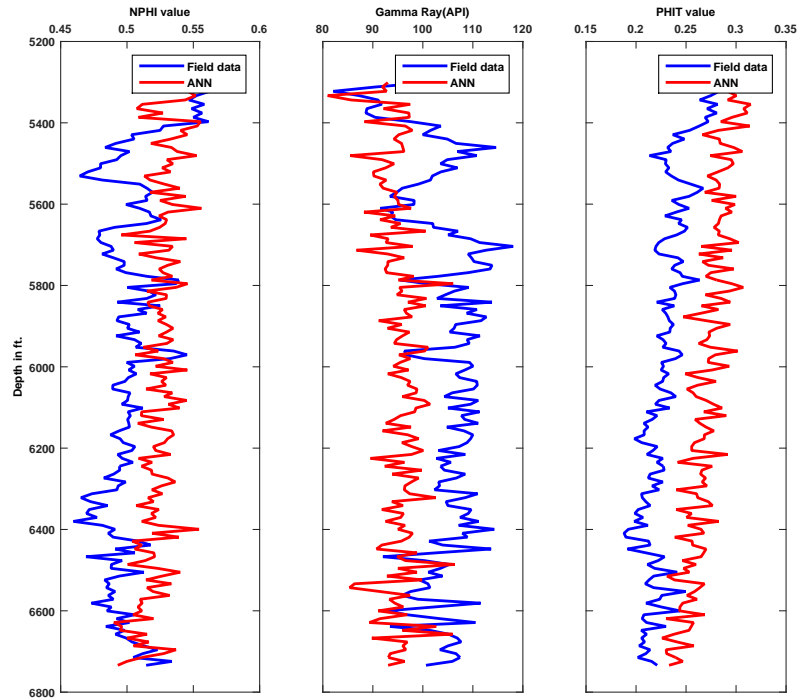 NPHI value
Gamma Ray(API)
PHIT value
0.45 0.5 0.55 0.6
80 90 100 110 120
0.15 0.2 0.25 0.3 0.35
Field data
ANN
Field data
ANN
Field data
ANN
Depth in ft.
5200
5400
5600
5800
6000
6200
6400
6600
6800